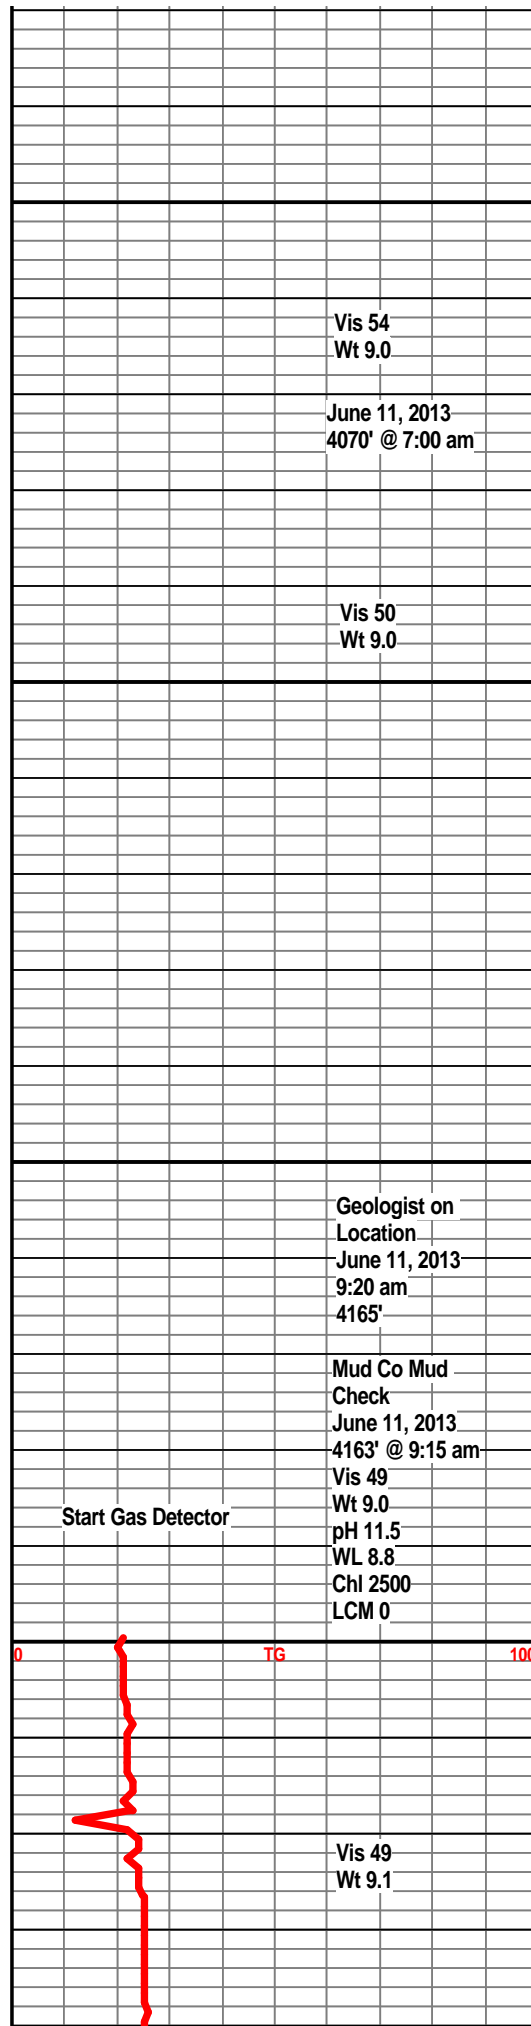 Vis 54
Wt 9.0
June 11, 2013
4070' @ 7:00 am
Vis 50
Wt 9.0
Geologist on
Location
June 11, 2013
9:20 am
4165'
Mud Co Mud
Check
June 11, 2013
4163' @ 9:15 am
Vis 49
Wt 9.0
pH 11.5
WL 8.8
Chl 2500
LCM 0
Start Gas Detector
0 TG 100
Vis 49
Wt 9.1